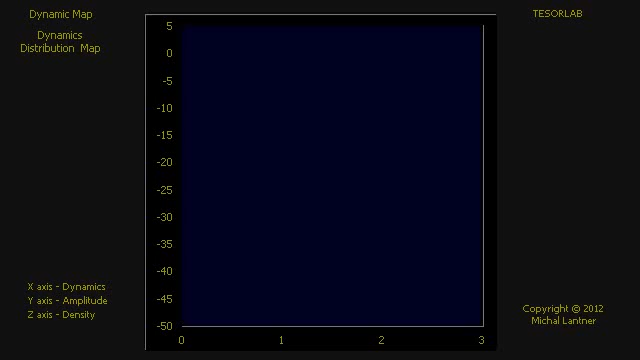 Dynamic Map
Dynamics
Distribution Map
TESORLAB
5
0
-5
-10
-15
-20
-25
-30
-35
-40
-45
-50
0 1 2 3
X axis - Dynamics
Y axis - Amplitude
Z axis - Density
Copyright © 2012
Michal Lantner